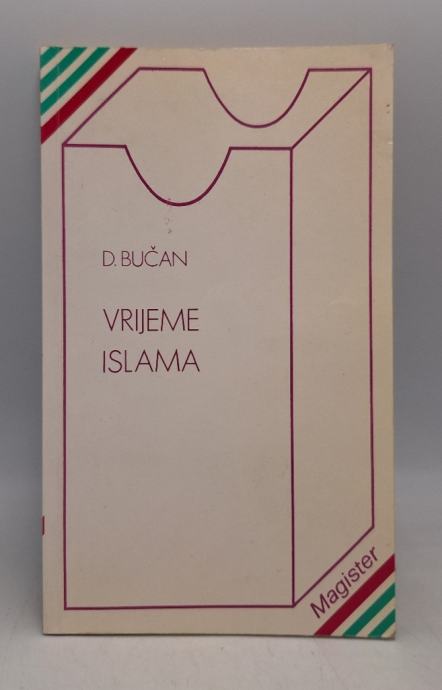 D. BUČAN
VRIJEME
ISLAMA
Magister